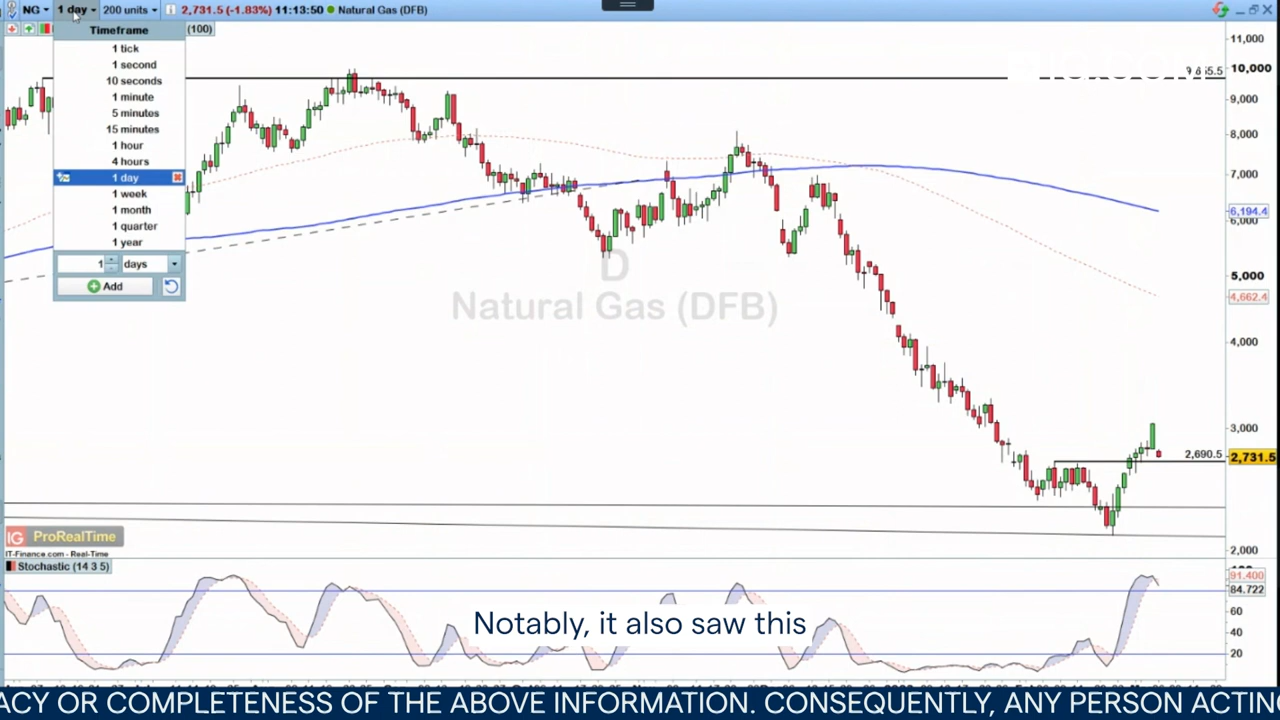 NG 1 day 200 units 2,731.5 (-1.83%) 11:13:50 Natural Gas (DFB)
Timeframe
(100)
1 tick
1 second
10 seconds
1 minute
5 minutes
15 minutes
1 hour
4 hours
1 day
1 week
1 month
1 quarter
1 year
1 days
Add
11,000
10,000
9,000
8,000
7,000
6,194.4
6,000
5,000
4,662.4
4,000
3,000
2,690.5
2,731.5
2,000
D
Natural Gas (DFB)
IG ProRealTime
IT-Finance.com - Real-Time
Stochastic (14 3 5)
91.400
84.722
60
40
20
Notably, it also saw this
ACY OR COMPLETENESS OF THE ABOVE INFORMATION. CONSEQUENTLY, ANY PERSON ACTING